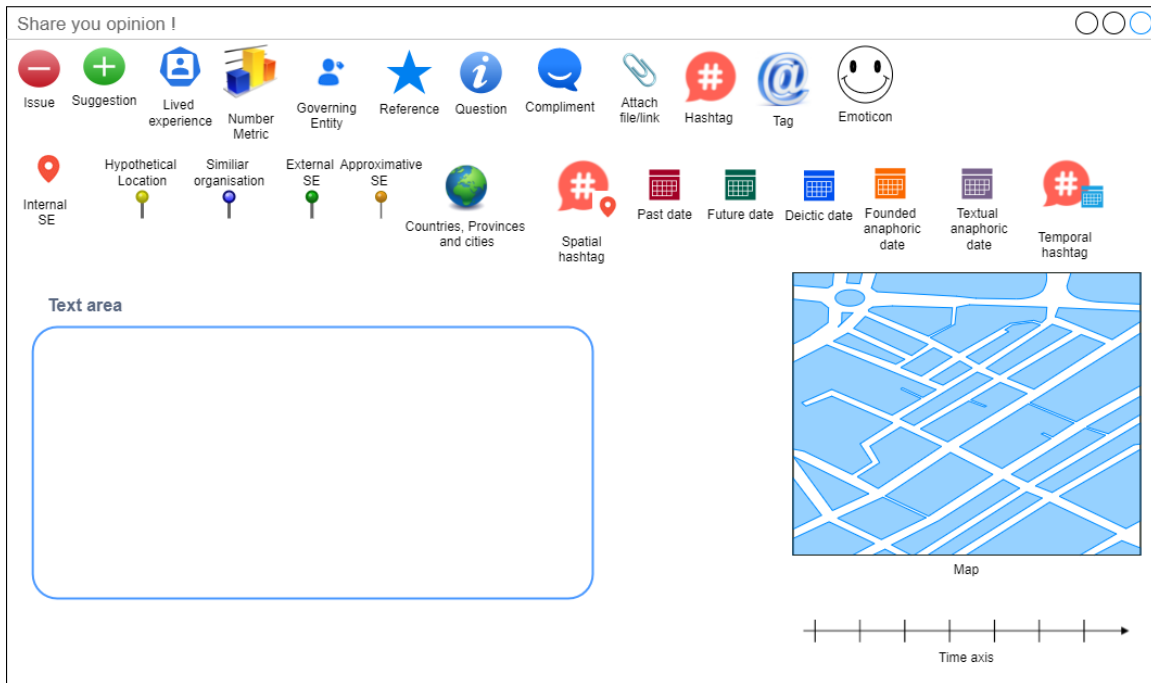 Share you opinion !
Issue
Suggestion
Lived
experience
Number
Metric
Governing
Entity
Reference
Question
Compliment
Attach
file/link
#
Hashtag
@
Tag
Emoticon
Internal
SE
Hypothetical
Location
Similiar
organisation
External
SE
Approximative
SE
Countries, Provinces
and cities
#
Spatial
hashtag
Past date
Future date
Deictic date
Founded
anaphoric
date
Textual
anaphoric
date
#
Temporal
hashtag
Text area
Map
Time axis